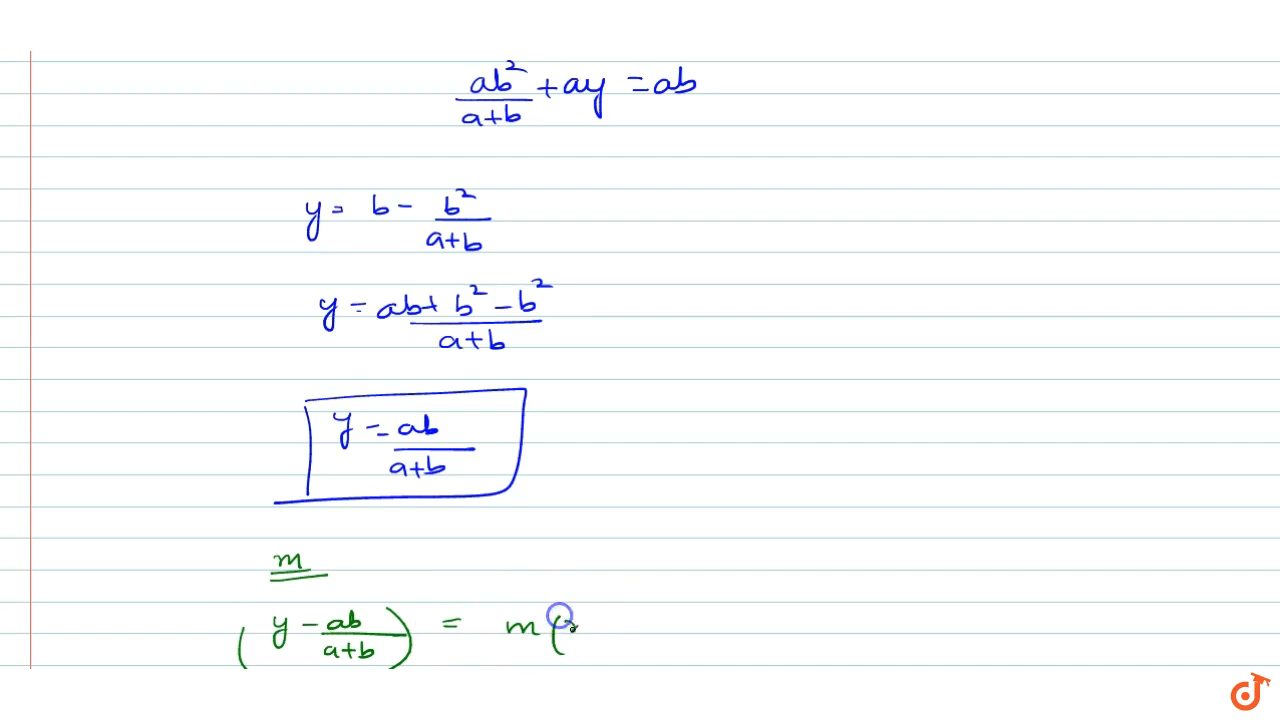 ab²/(a+b) + ay = ab
y = b - b²/(a+b)
y = (ab + b² - b²)/(a+b)
y = ab/(a+b)
m
(y - ab/(a+b)) = m(